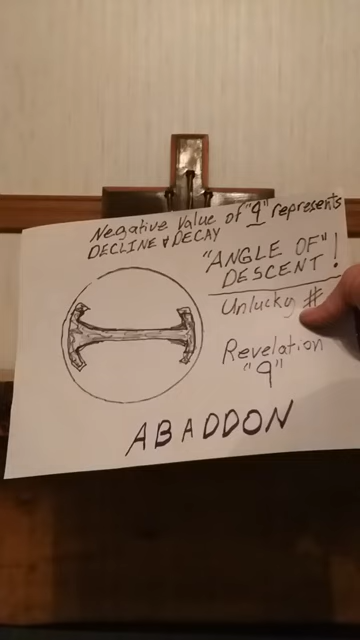 Negative Value of "9" represents
DECLINE & DECAY
"ANGLE OF"
DESCENT!
Unlucky #
Revelation
"9"
ABADDON